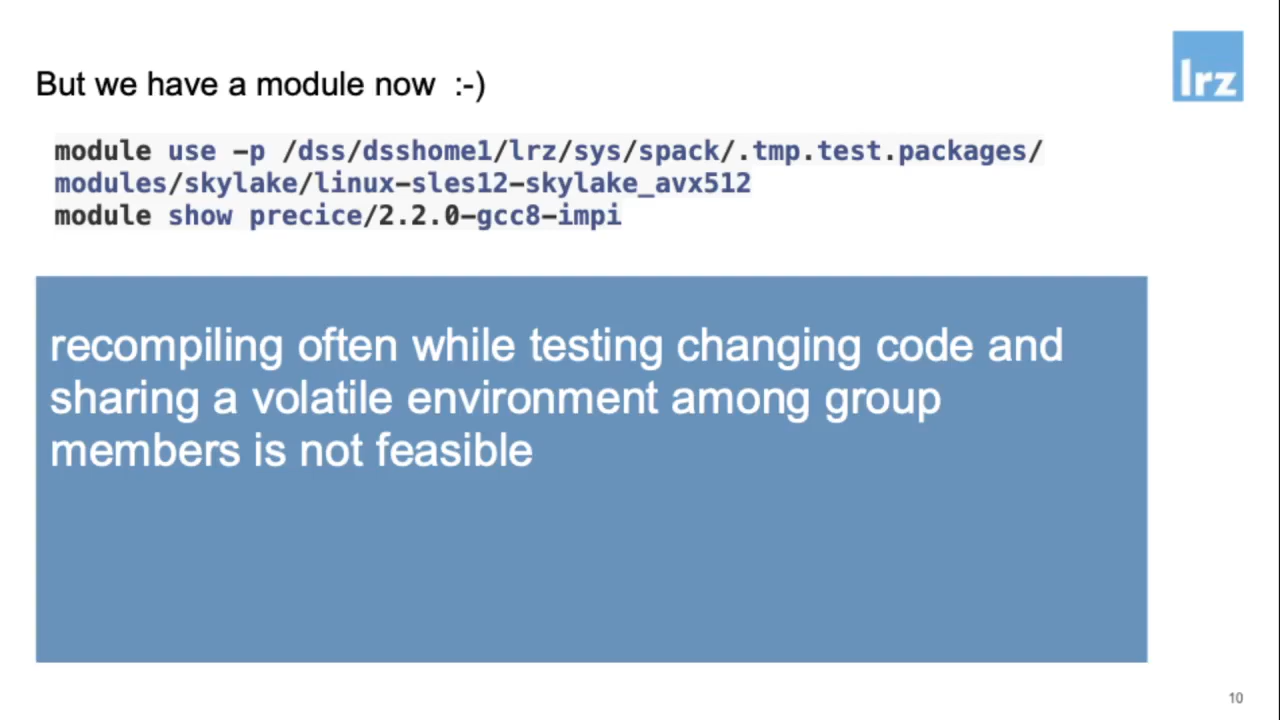 lrz
But we have a module now :-)
module use -p /dss/dsshome1/lrz/sys/spack/.tmp.test.packages/
modules/skylake/linux-sles12-skylake_avx512
module show precice/2.2.0-gcc8-impi
recompiling often while testing changing code and
sharing a volatile environment among group
members is not feasible
10